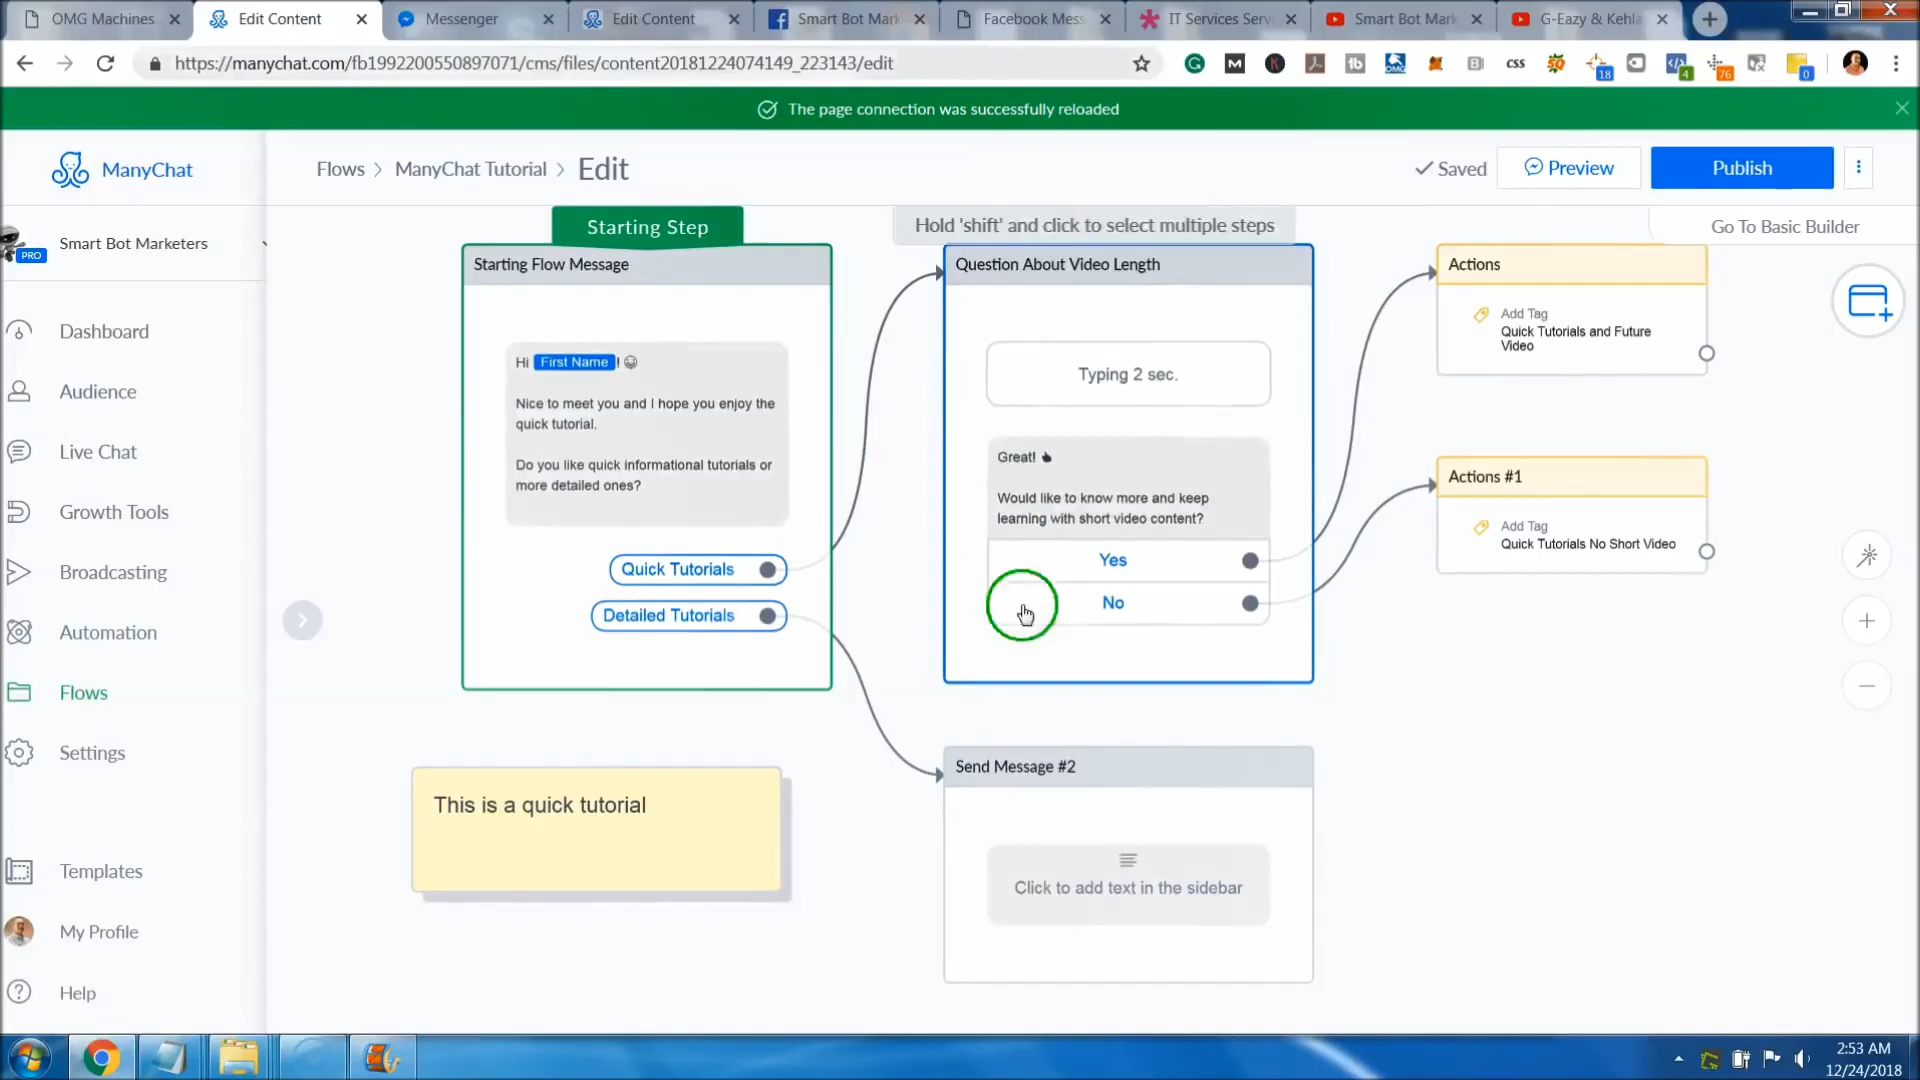 OMG Machines
Edit Content
Messenger
Edit Content
Smart Bot Mark
Facebook Mess
IT Services Serv
Smart Bot Mark
G-Eazy & Kehla
https://manychat.com/fb1992200550897071/cms/files/content20181224074149_223143/edit
css
18
4
76
0
The page connection was successfully reloaded
ManyChat
Flows > ManyChat Tutorial > Edit
Saved
Preview
Publish
Smart Bot Marketers
PRO
Starting Step
Hold 'shift' and click to select multiple steps
Go To Basic Builder
Dashboard
Audience
Live Chat
Growth Tools
Broadcasting
Automation
Flows
Settings
Templates
My Profile
Help
Starting Flow Message
Hi First Name !
Nice to meet you and I hope you enjoy the
quick tutorial.
Do you like quick informational tutorials or
more detailed ones?
Quick Tutorials
Detailed Tutorials
This is a quick tutorial
Question About Video Length
Typing 2 sec.
Great!
Would like to know more and keep
learning with short video content?
Yes
No
Send Message #2
Click to add text in the sidebar
Actions
Add Tag
Quick Tutorials and Future
Video
Actions #1
Add Tag
Quick Tutorials No Short Video
2:53 AM
12/24/2018